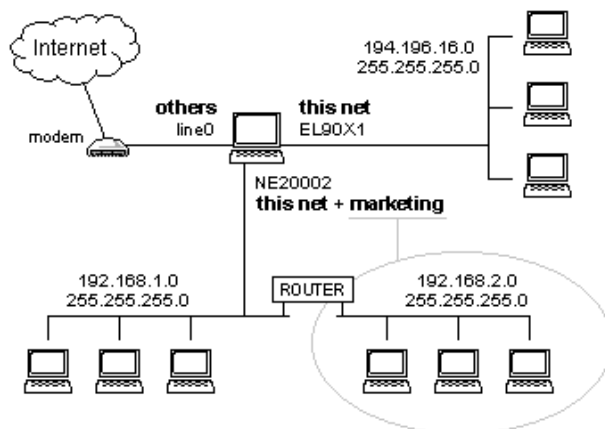 Internet
194.196.16.0
255.255.255.0
others
this net
modem
line0
EL90X1
NE20002
this net + marketing
192.168.1.0
255.255.255.0
ROUTER
192.168.2.0
255.255.255.0